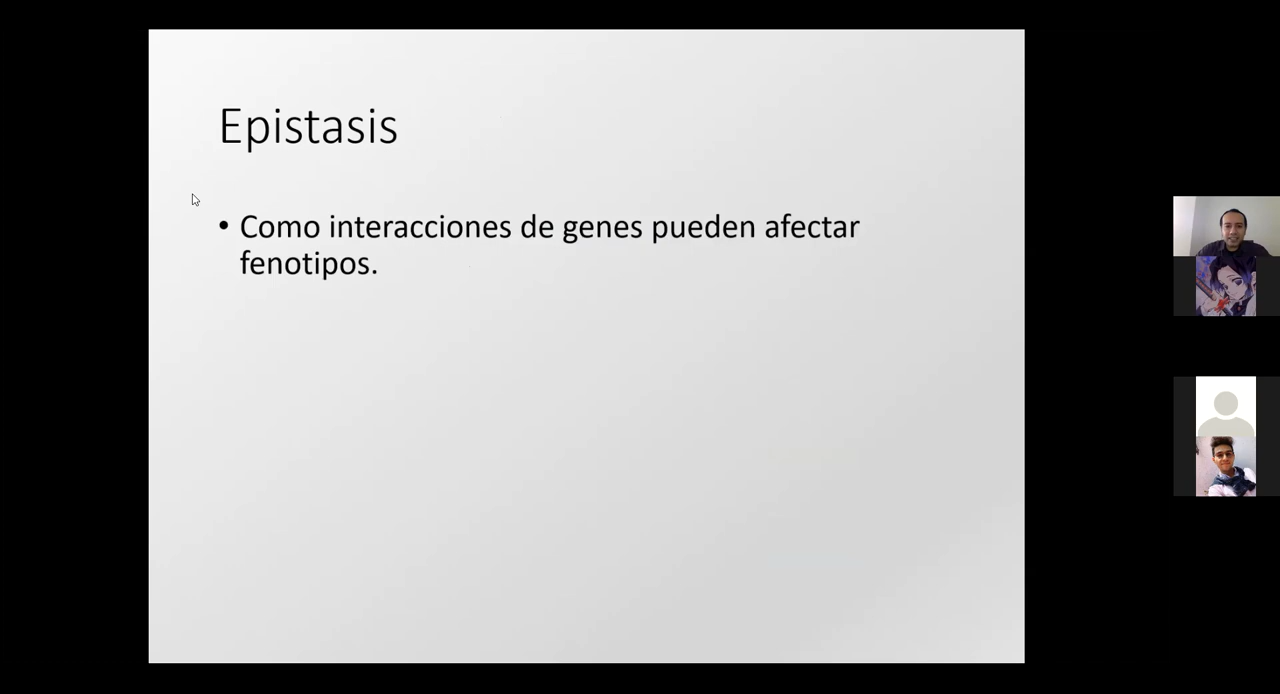 Epistasis
• Como interacciones de genes pueden afectar
fenotipos.